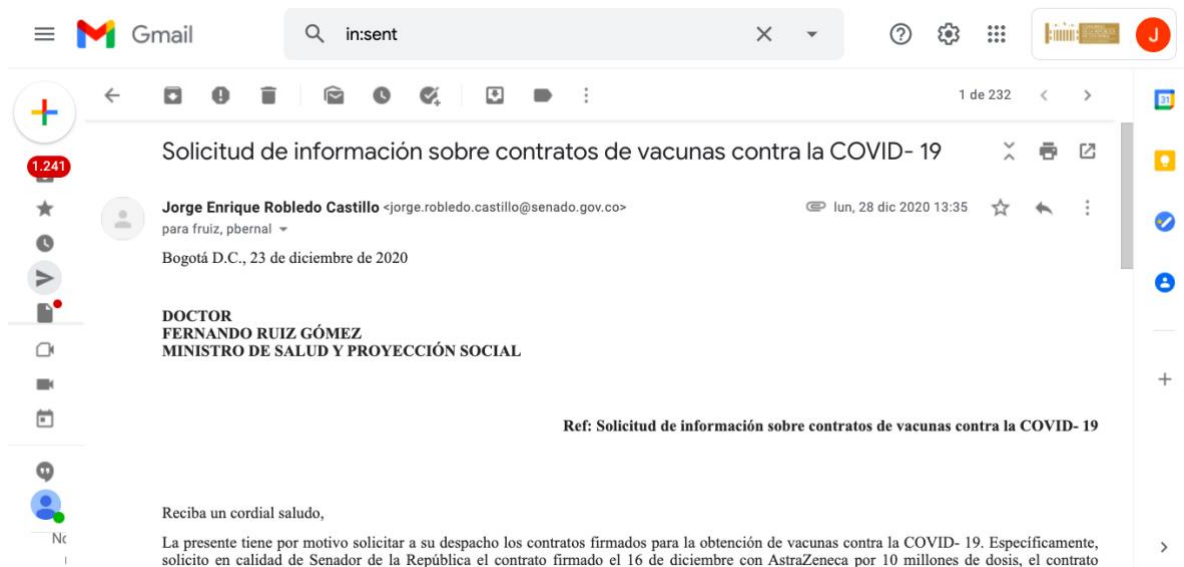 Gmail
in:sent
J
1 de 232
31
1.241
Solicitud de información sobre contratos de vacunas contra la COVID- 19
Jorge Enrique Robledo Castillo <jorge.robledo.castillo@senado.gov.co>
lun, 28 dic 2020 13:35
para fruiz, pbernal
Bogotá D.C., 23 de diciembre de 2020
DOCTOR
FERNANDO RUIZ GÓMEZ
MINISTRO DE SALUD Y PROYECCIÓN SOCIAL
Ref: Solicitud de información sobre contratos de vacunas contra la COVID- 19
Reciba un cordial saludo,
La presente tiene por motivo solicitar a su despacho los contratos firmados para la obtención de vacunas contra la COVID- 19. Específicamente,
solicito en calidad de Senador de la República el contrato firmado el 16 de diciembre con AstraZeneca por 10 millones de dosis, el contrato